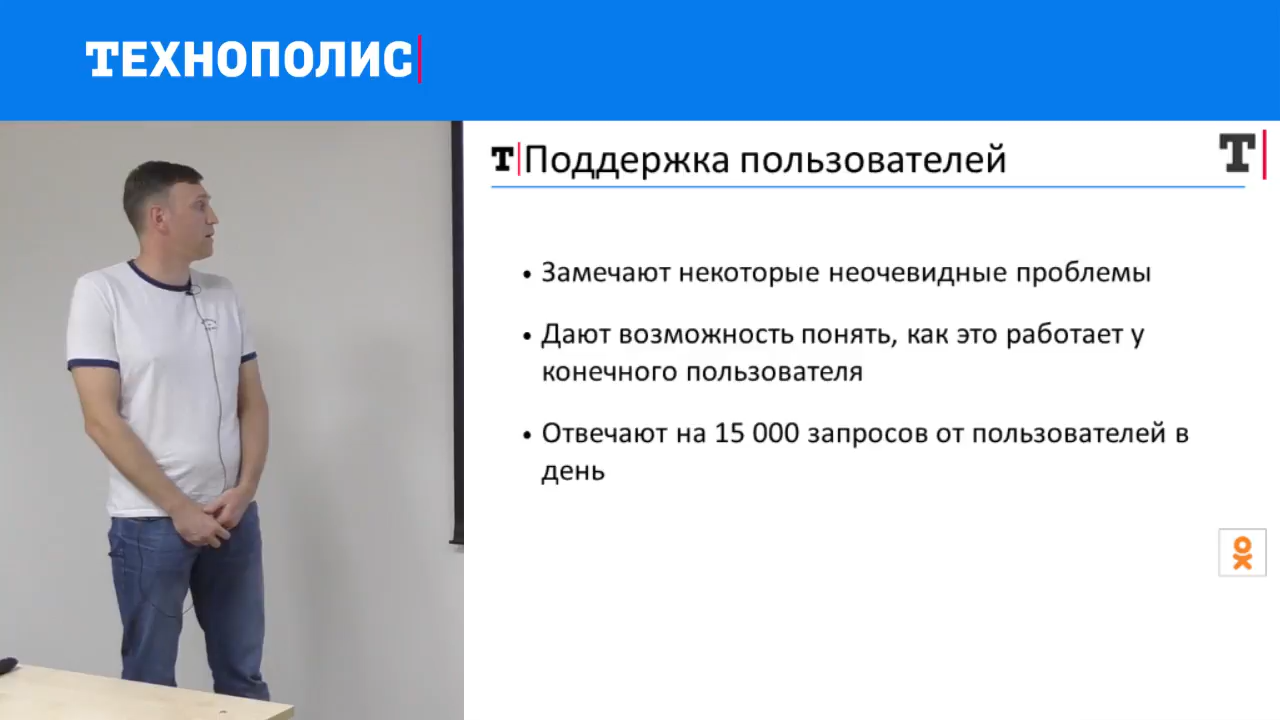 ТЕХНОПОЛИС
Т Поддержка пользователей
Т
• Замечают некоторые неочевидные проблемы
• Дают возможность понять, как это работает у
конечного пользователя
• Отвечают на 15 000 запросов от пользователей в
день